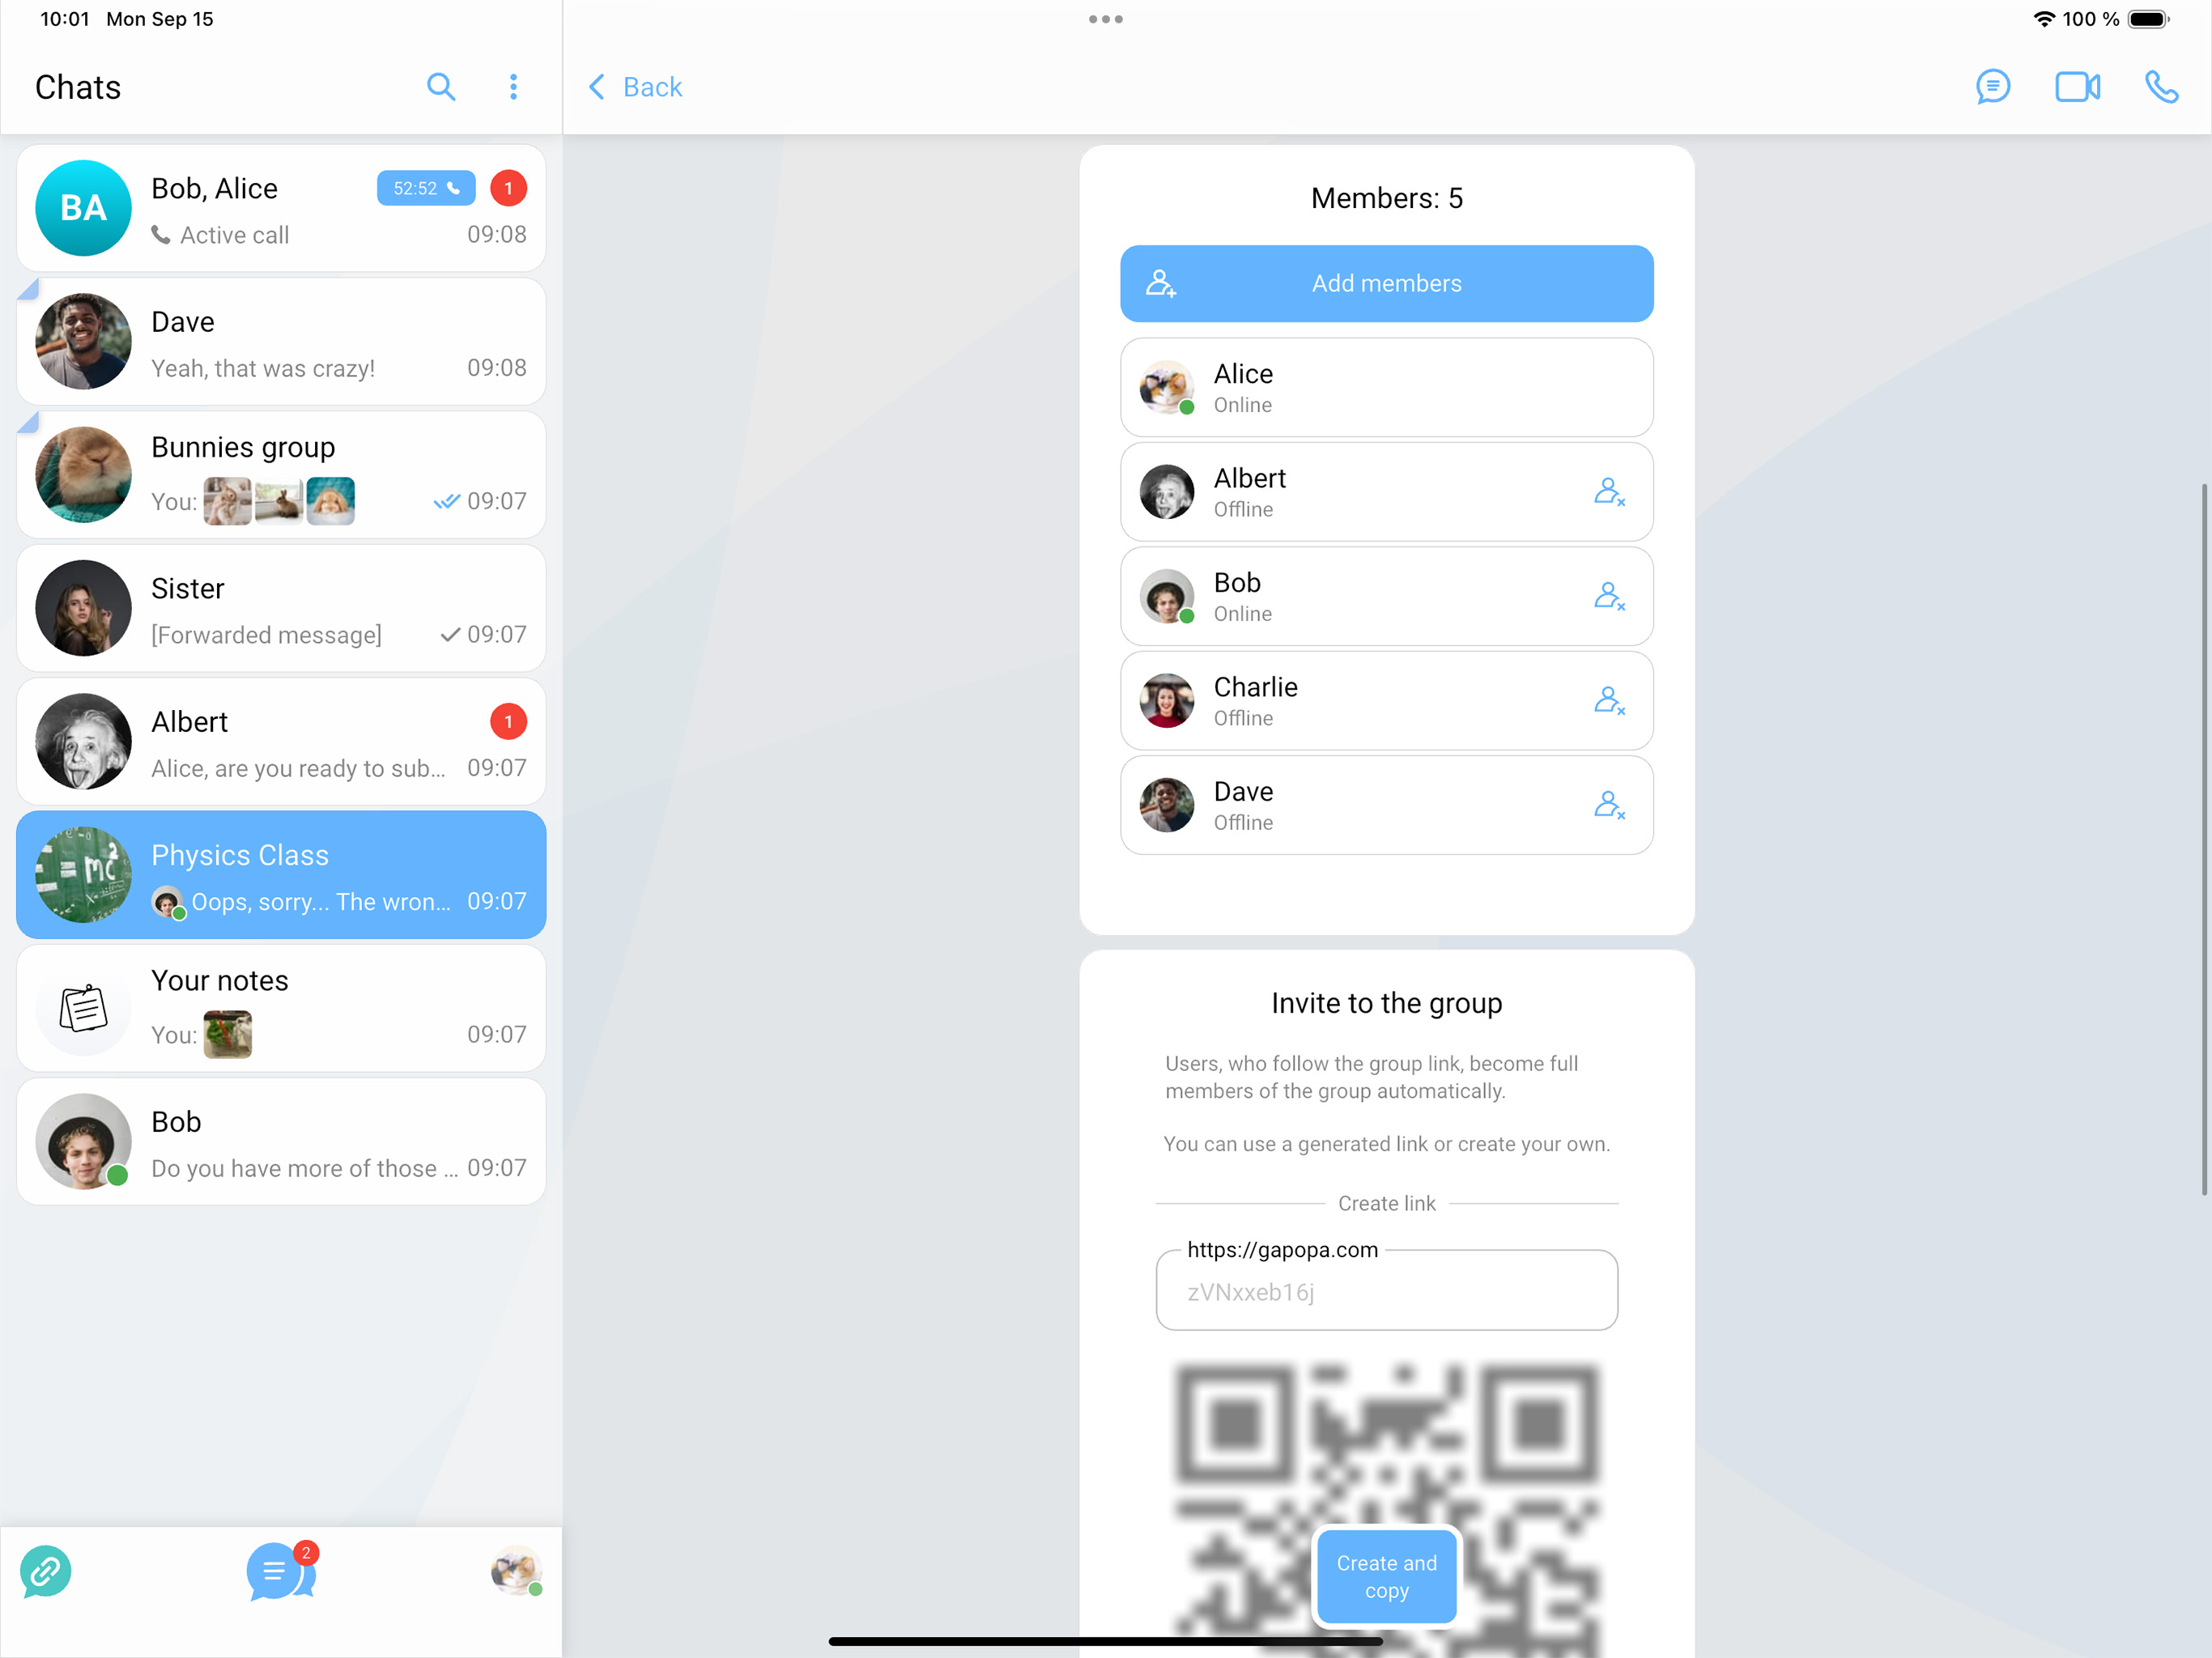 10:01 Mon Sep 15
100 %
Chats
Back
BA
Bob, Alice
52:52
1
Active call
09:08
Dave
Yeah, that was crazy!
09:08
Bunnies group
You:
09:07
Sister
[Forwarded message]
09:07
Albert
1
Alice, are you ready to sub...
09:07
= mc2
Physics Class
Oops, sorry... The wron...
09:07
Your notes
You:
09:07
Bob
Do you have more of those ...
09:07
2
Members: 5
Add members
Alice
Online
Albert
Offline
Bob
Online
Charlie
Offline
Dave
Offline
Invite to the group
Users, who follow the group link, become full
members of the group automatically.
You can use a generated link or create your own.
Create link
https://gapopa.com
zVNxxeb16j
Create and
copy